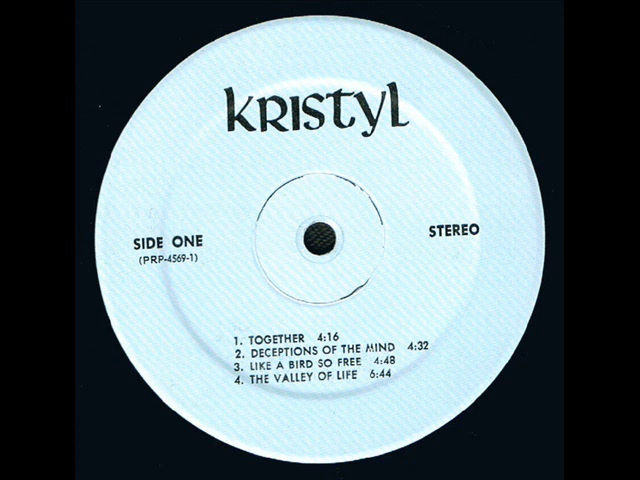 KRISTYL
SIDE ONE
(PRP-4569-1)
STEREO
1. TOGETHER 4:16
2. DECEPTIONS OF THE MIND 4:32
3. LIKE A BIRD SO FREE 4:48
4. THE VALLEY OF LIFE 6:44